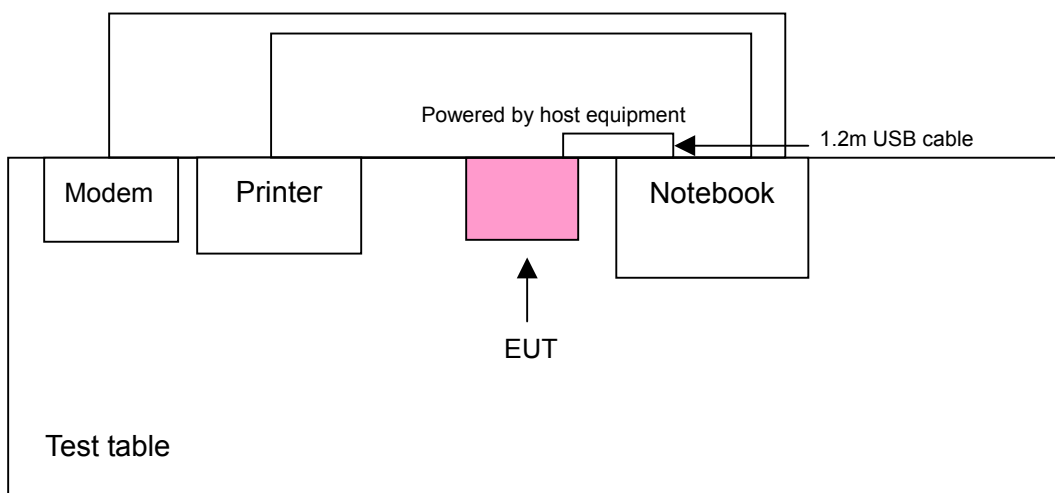 Powered by host equipment
1.2m USB cable
Modem
Printer
Notebook
EUT
Test table